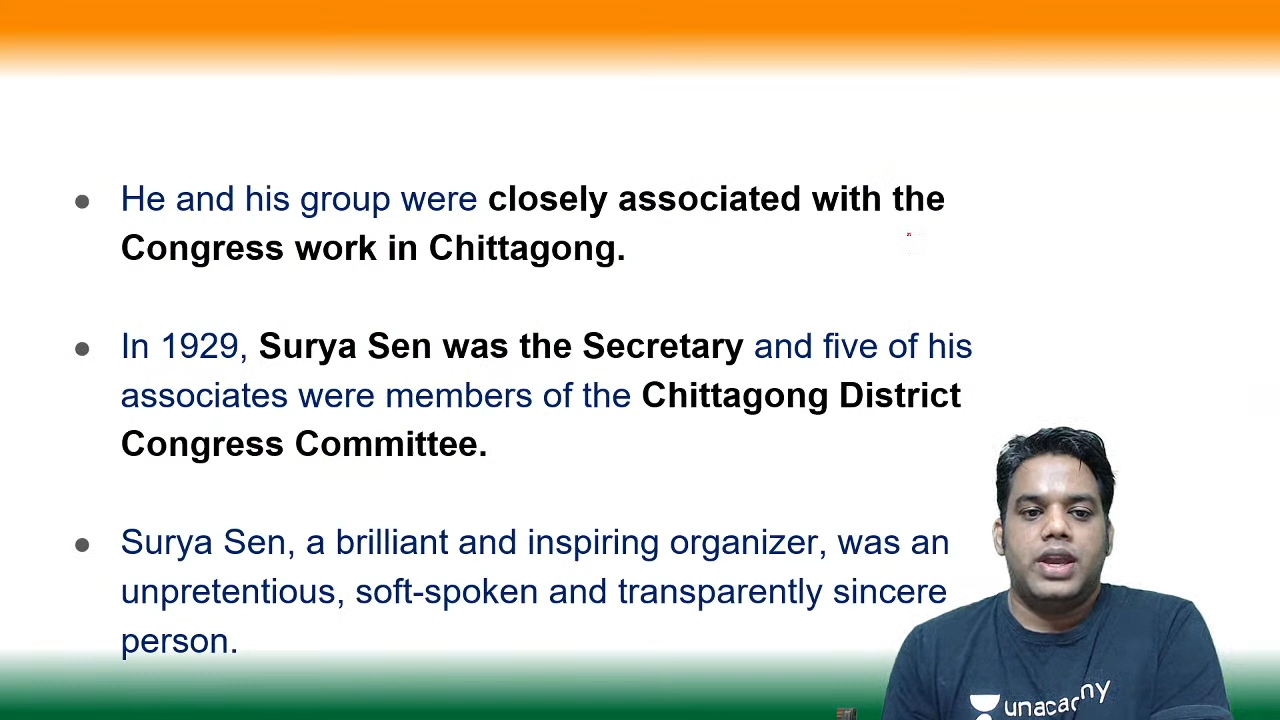 ● He and his group were closely associated with the
Congress work in Chittagong.
● In 1929, Surya Sen was the Secretary and five of his
associates were members of the Chittagong District
Congress Committee.
● Surya Sen, a brilliant and inspiring organizer, was an
unpretentious, soft-spoken and transparently sincere
person.
unacademy